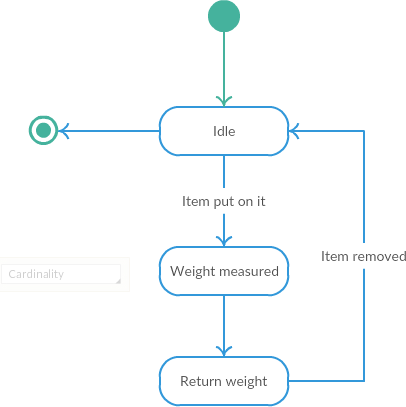 Idle
Item put on it
Item removed
Weight measured
Cardinality
Return weight